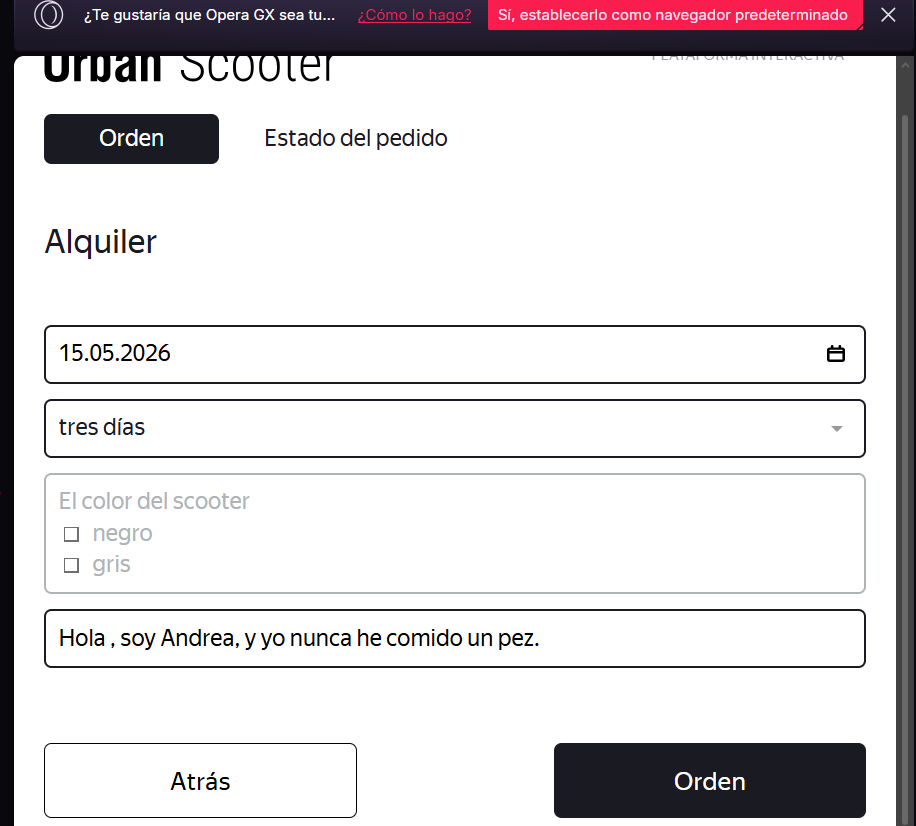 ¿Te gustaría que Opera GX sea tu... ¿Cómo lo hago? Sí, establecerlo como navegador predeterminado
Urban Scooter
PLATAFORMA INTERACTIVA
Orden Estado del pedido
Alquiler
15.05.2026
tres días
El color del scooter
negro
gris
Hola , soy Andrea, y yo nunca he comido un pez.
Atrás Orden